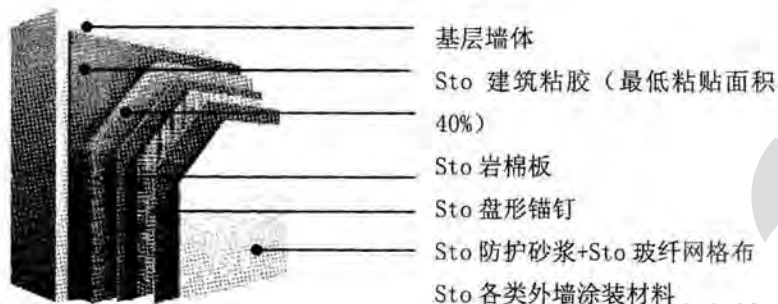 基层墙体
Sto 建筑粘胶（最低粘贴面积
40%）
Sto 岩棉板
Sto 盘形锚钉
Sto 防护砂浆+Sto 玻纤网格布
Sto 各类外墙涂装材料